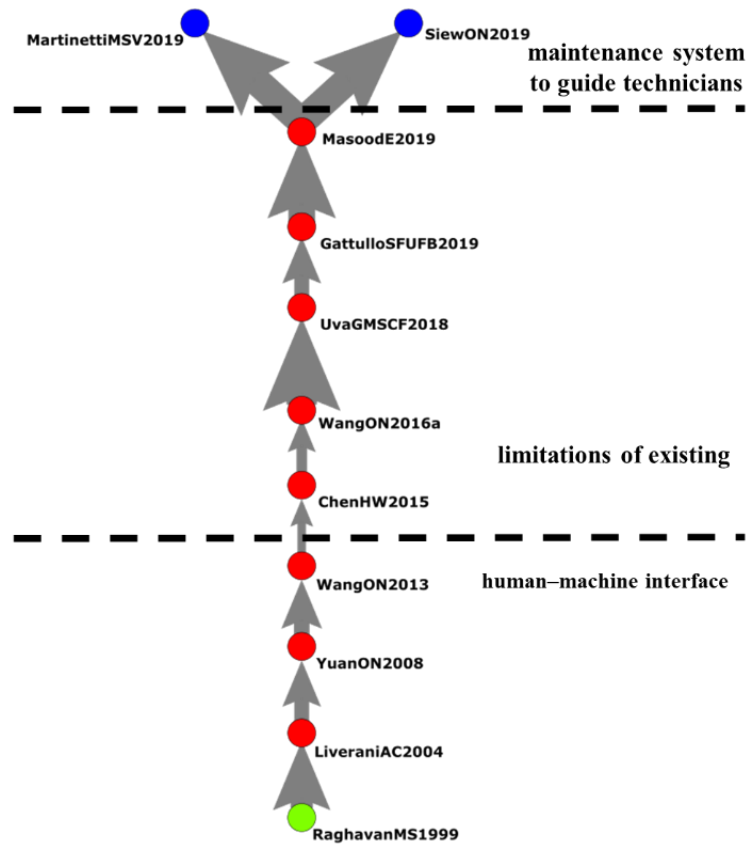 MartinettiMSV2019
SiewON2019
maintenance system
to guide technicians
MasoodE2019
GattulloSFUFB2019
UvaGMSCF2018
WangON2016a
limitations of existing
ChenHW2015
WangON2013
human–machine interface
YuanON2008
LiveraniAC2004
RaghavanMS1999